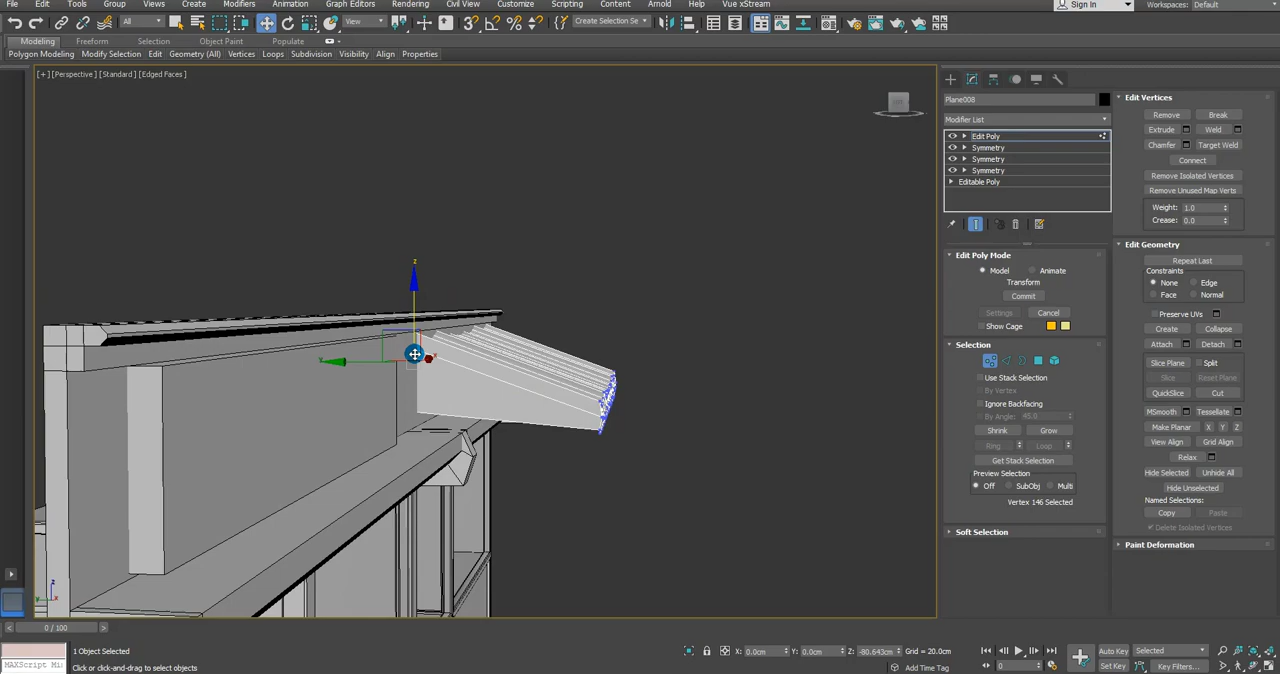 File Edit Tools Group Views Create Modifiers Animation Graph Editors Rendering Civil View Customize Scripting Content Arnold Help Vue xStream Sign In Workspaces: Default
All View Create Selection Se
Modeling Freeform Selection Object Paint Populate
Polygon Modeling Modify Selection Edit Geometry (All) Vertices Loops Subdivision Visibility Align Properties
[+] [Perspective] [Standard] [Edged Faces]
Plane008
Modifier List
Edit Poly
Symmetry
Symmetry
Symmetry
Editable Poly
Edit Poly Mode
Model Animate
Transform
Commit
Settings Cancel
Show Cage
Selection
Use Stack Selection
By Vertex
Ignore Backfacing
By Angle: 45.0
Shrink Grow
Ring Loop
Get Stack Selection
Preview Selection
Off SubObj Multi
Vertex 146 Selected
Soft Selection
Edit Vertices
Remove Break
Extrude Weld
Chamfer Target Weld
Connect
Remove Isolated Vertices
Remove Unused Map Verts
Weight: 1.0
Crease: 0.0
Edit Geometry
Repeat Last
Constraints
None Edge
Face Normal
Preserve UVs
Create Collapse
Attach Detach
Slice Plane Split
Slice Reset Plane
QuickSlice Cut
MSmooth Tessellate
Make Planar X Y Z
View Align Grid Align
Relax
Hide Selected Unhide All
Hide Unselected
Named Selections:
Copy Paste
Delete Isolated Vertices
Paint Deformation
z
y
x
z
x
0 / 100
1 Object Selected
MAXScript Mi
Click or click-and-drag to select objects
X: 0.0cm Y: 0.0cm Z: -80.643cm Grid = 20.0cm
Add Time Tag
Auto Key Selected
Set Key Key Filters...
0